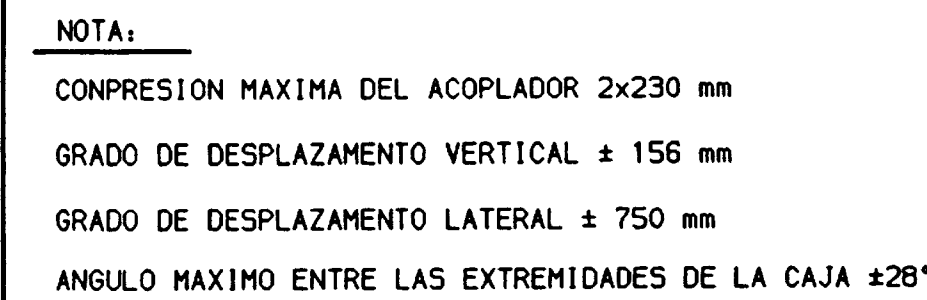 NOTA:
CONPRESION MAXIMA DEL ACOPLADOR 2x230 mm
GRADO DE DESPLAZAMENTO VERTICAL ± 156 mm
GRADO DE DESPLAZAMENTO LATERAL ± 750 mm
ANGULO MAXIMO ENTRE LAS EXTREMIDADES DE LA CAJA ±28°